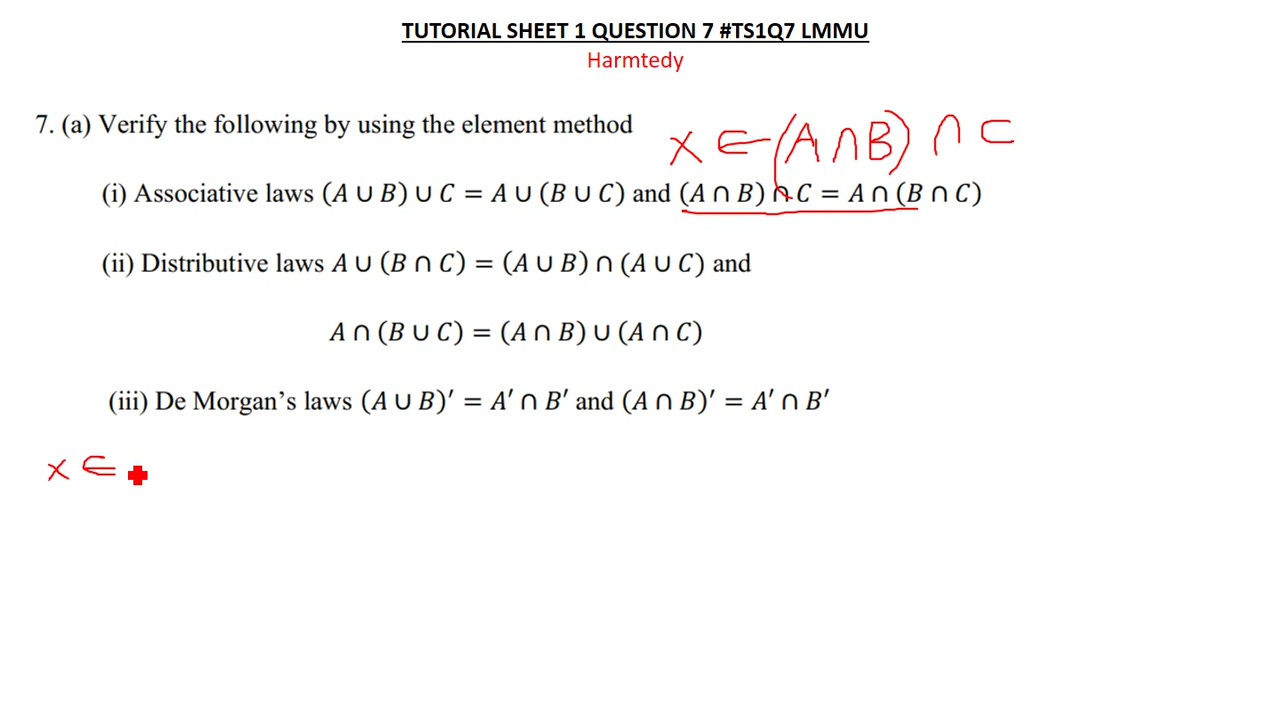 TUTORIAL SHEET 1 QUESTION 7 #TS1Q7 LMMU
Harmtedy
7. (a) Verify the following by using the element method
x ∈ (A ∩ B) ∩ C
(i) Associative laws (A ∪ B) ∪ C = A ∪ (B ∪ C) and (A ∩ B) ∩ C = A ∩ (B ∩ C)
(ii) Distributive laws A ∪ (B ∩ C) = (A ∪ B) ∩ (A ∪ C) and
A ∩ (B ∪ C) = (A ∩ B) ∪ (A ∩ C)
(iii) De Morgan’s laws (A ∪ B)′ = A′ ∩ B′ and (A ∩ B)′ = A′ ∩ B′
x ∈